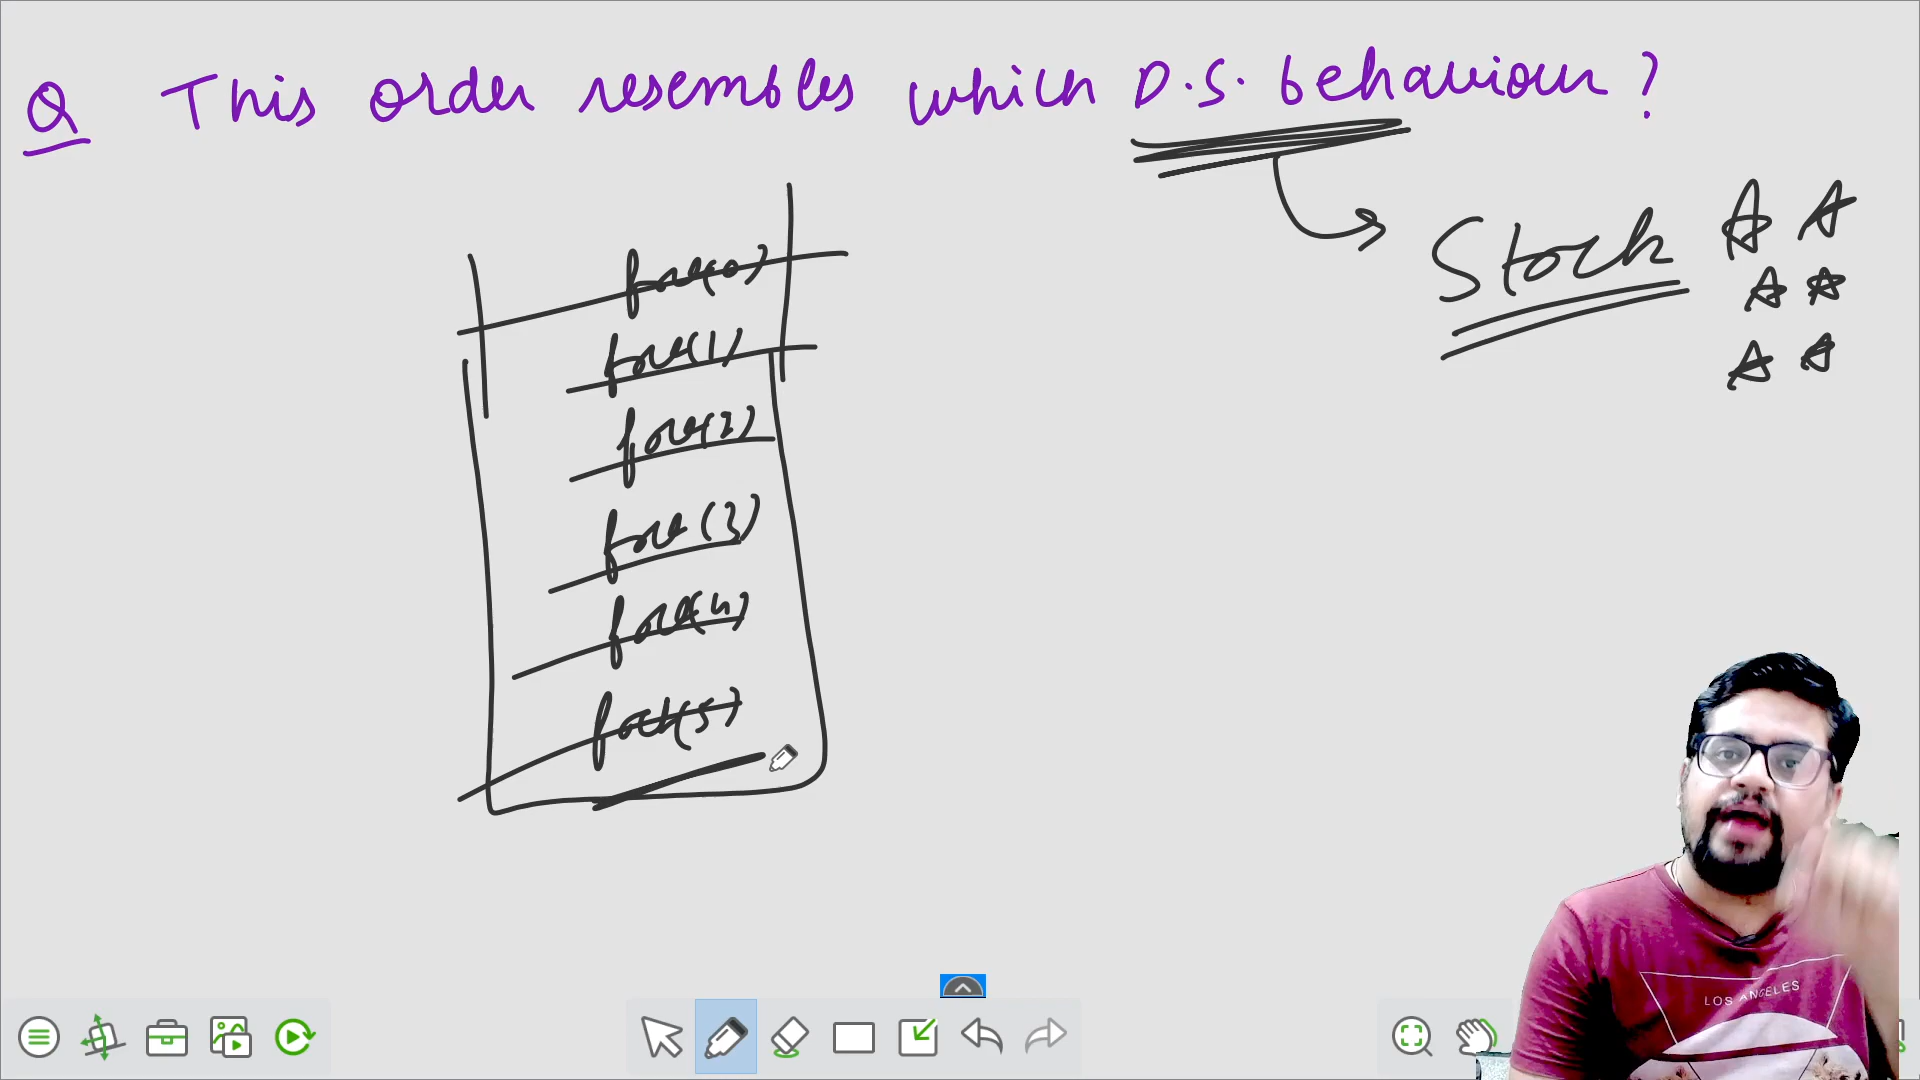 Q This order resembles which D.S. behaviour?
Stack
fact(0)
fact(1)
fact(2)
fact(3)
fact(4)
fact(5)
LOS ANGELES